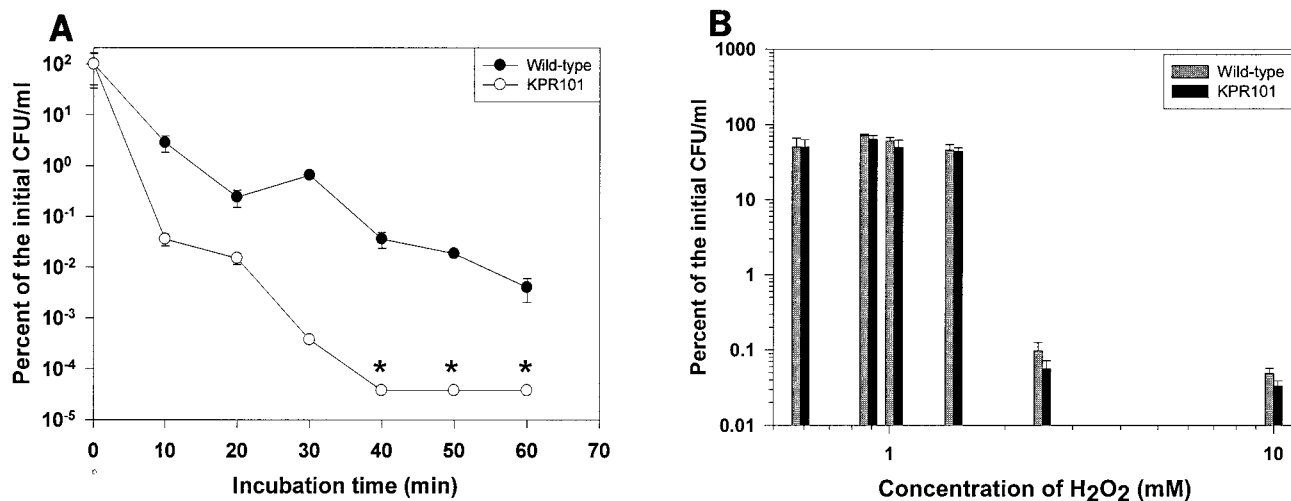 A
Percent of the initial CFU/ml
10²
10¹
10⁰
10⁻¹
10⁻²
10⁻³
10⁻⁴
10⁻⁵
Wild-type
KPR101
* * *
0 10 20 30 40 50 60 70
Incubation time (min)
B
Percent of the initial CFU/ml
1000
100
10
1
0.1
0.01
Wild-type
KPR101
1 10
Concentration of H₂O₂ (mM)